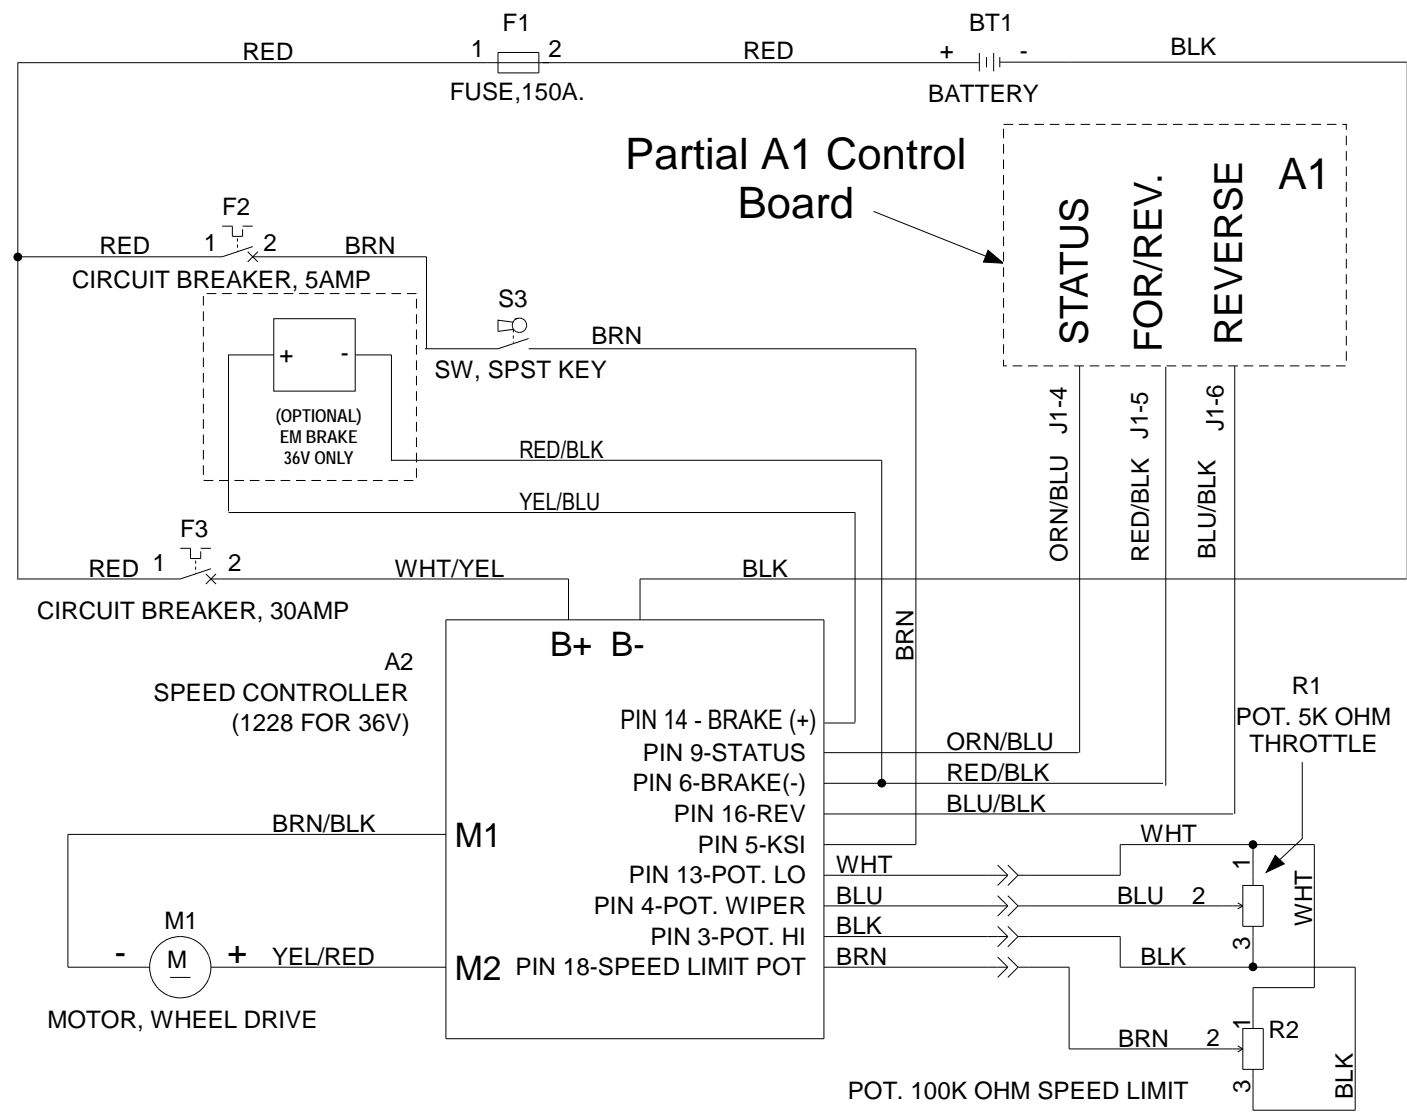 F1
BT1
RED
1
2
RED
+
-
BLK
FUSE,150A.
BATTERY
Partial A1 Control
Board
A1
STATUS
FOR/REV.
REVERSE
F2
RED
1
2
BRN
CIRCUIT BREAKER, 5AMP
S3
BRN
SW, SPST KEY
+
-
(OPTIONAL)
EM BRAKE
36V ONLY
RED/BLK
YEL/BLU
ORN/BLU J1-4
RED/BLK J1-5
BLU/BLK J1-6
F3
RED
1
2
WHT/YEL
BLK
CIRCUIT BREAKER, 30AMP
BRN
B+
B-
A2
SPEED CONTROLLER
(1228 FOR 36V)
PIN 14 - BRAKE (+)
PIN 9-STATUS
ORN/BLU
PIN 6-BRAKE(-)
RED/BLK
PIN 16-REV
BLU/BLK
PIN 5-KSI
R1
POT. 5K OHM
THROTTLE
BRN/BLK
M1
PIN 13-POT. LO
WHT
WHT
1
WHT
PIN 4-POT. WIPER
BLU
BLU
2
PIN 3-POT. HI
BLK
BLK
3
M1
-
M
+
YEL/RED
M2
PIN 18-SPEED LIMIT POT
BRN
MOTOR, WHEEL DRIVE
BRN
2
1
R2
3
BLK
POT. 100K OHM SPEED LIMIT